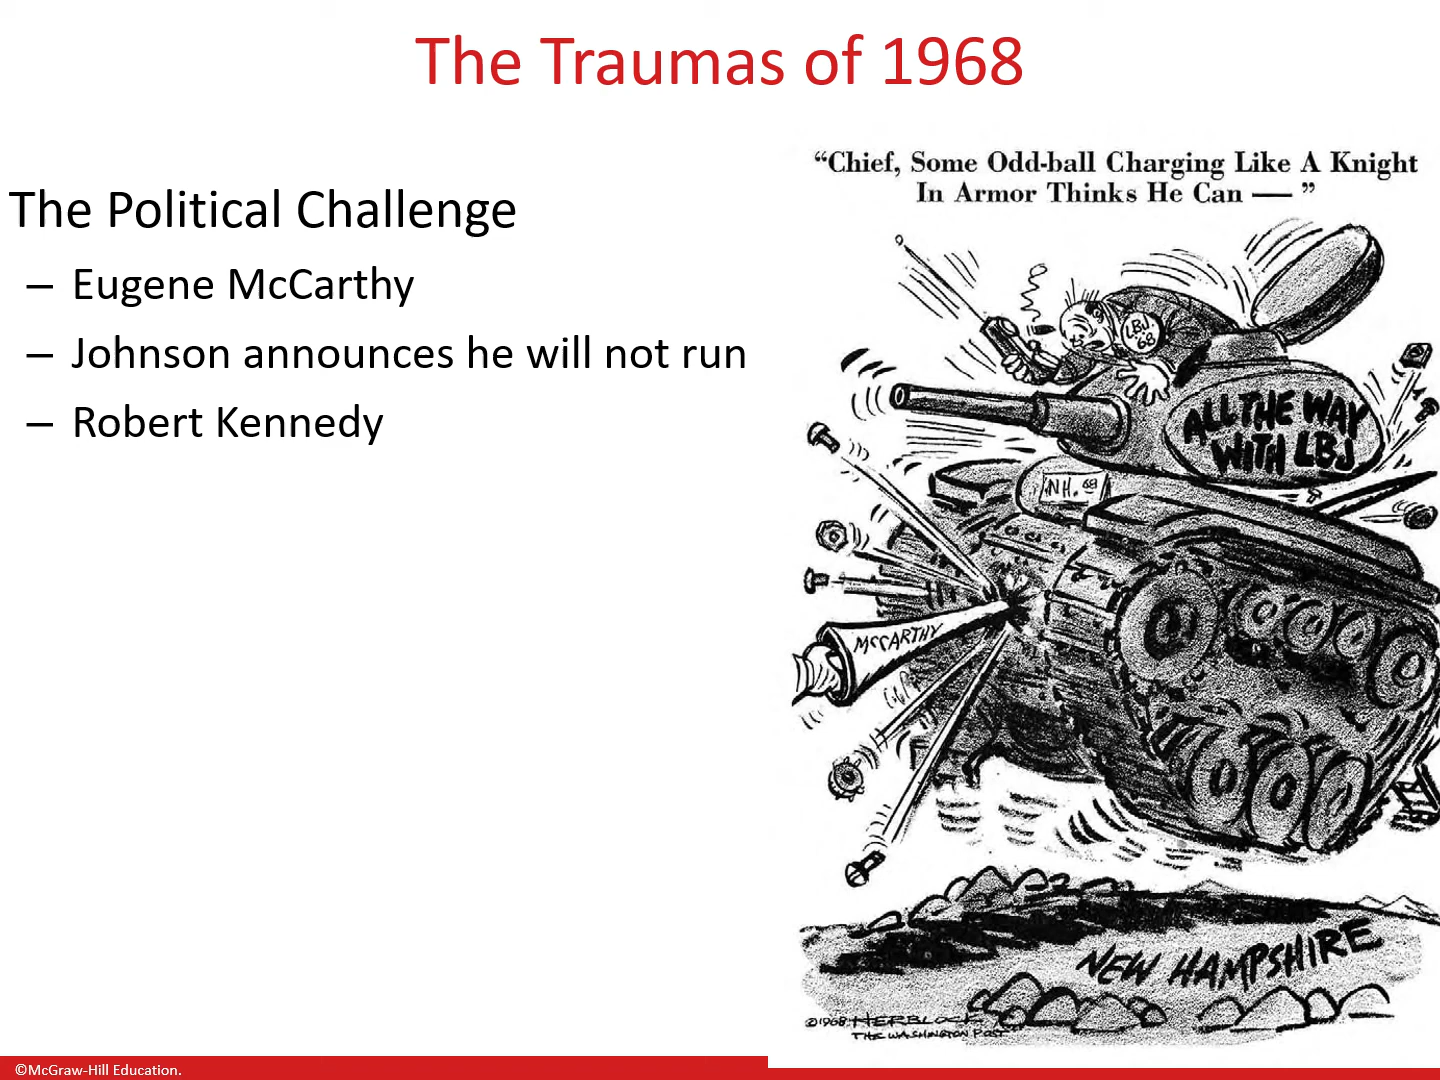 The Traumas of 1968
The Political Challenge
– Eugene McCarthy
– Johnson announces he will not run
– Robert Kennedy
“Chief, Some Odd-ball Charging Like A Knight
In Armor Thinks He Can — ”
LBJ
'68
ALL THE WAY
WITH LBJ
N.H. 68
MCCARTHY
NEW HAMPSHIRE
©1968 HERBLOCK
THE WASHINGTON POST
©McGraw-Hill Education.